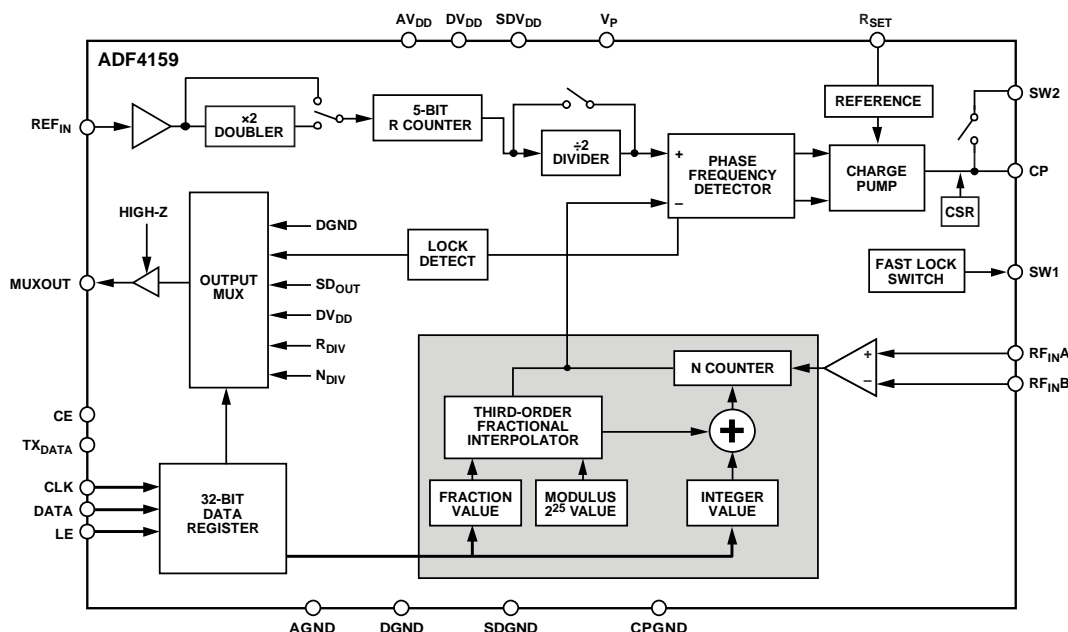 AVDD DVDD SDVDD VP RSET
ADF4159
REFIN
×2
DOUBLER
5-BIT
R COUNTER
÷2
DIVIDER
+
−
PHASE
FREQUENCY
DETECTOR
REFERENCE
CHARGE
PUMP
CSR
SW2
CP
HIGH-Z
MUXOUT
OUTPUT
MUX
DGND
LOCK
DETECT
SDOUT
DVDD
RDIV
NDIV
FAST LOCK
SWITCH
SW1
N COUNTER
+
−
RFINA
RFINB
THIRD-ORDER
FRACTIONAL
INTERPOLATOR
+
CE
TXDATA
CLK
DATA
LE
32-BIT
DATA
REGISTER
FRACTION
VALUE
MODULUS
2²⁵ VALUE
INTEGER
VALUE
AGND DGND SDGND CPGND